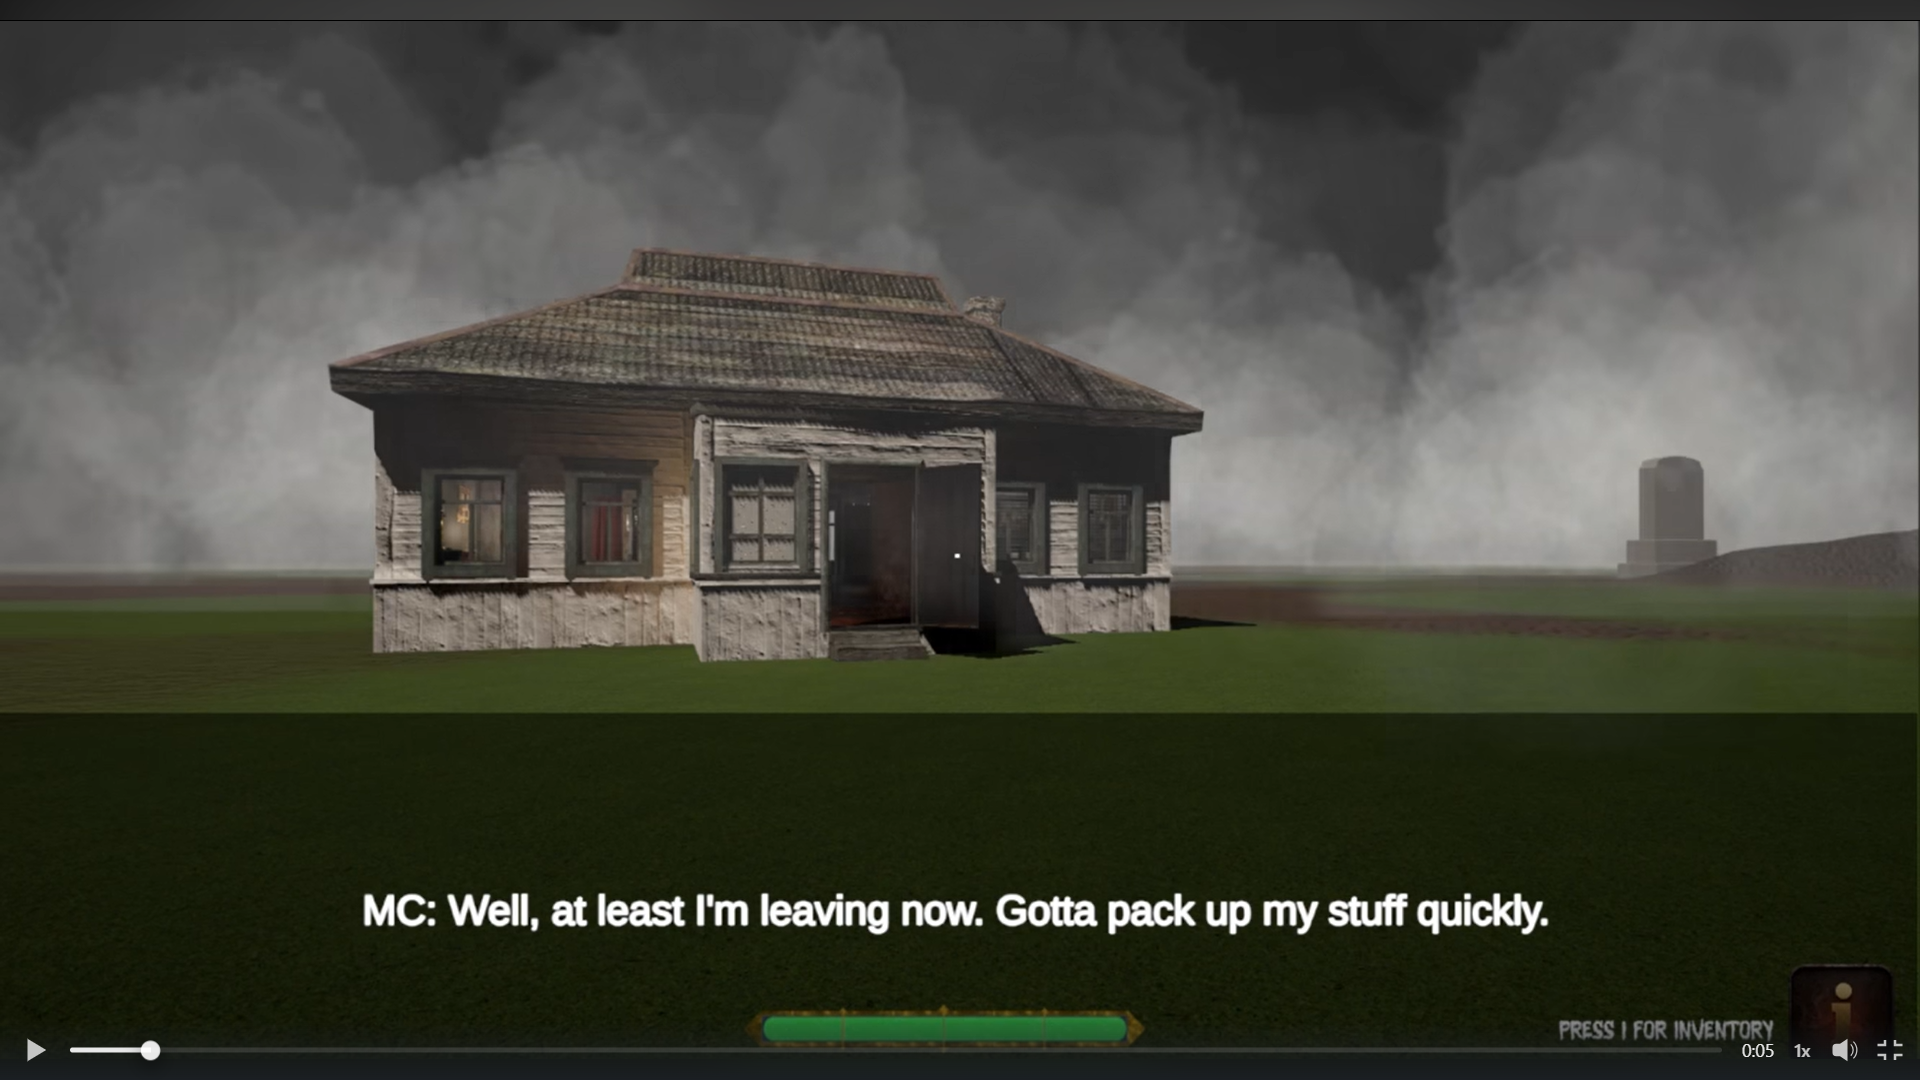 MC: Well, at least I'm leaving now. Gotta pack up my stuff quickly.
PRESS I FOR INVENTORY
i
0:05 1x